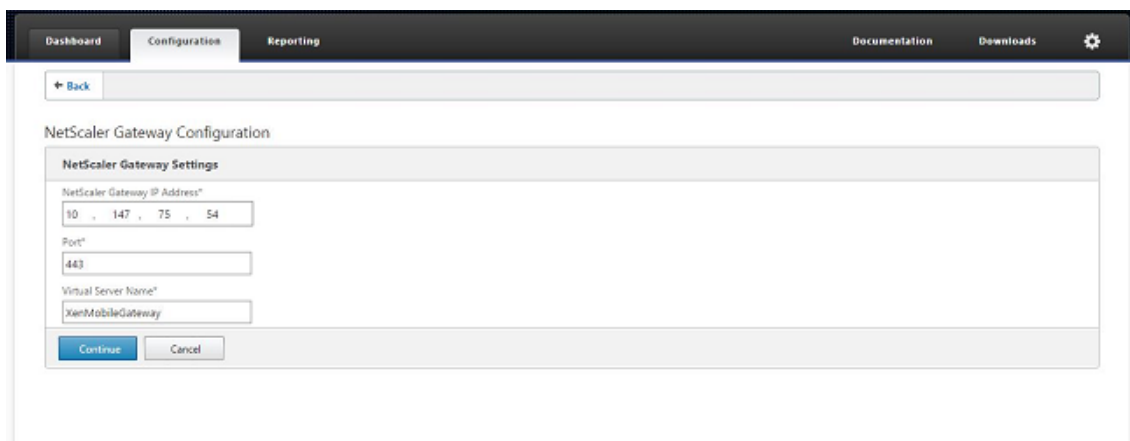 Dashboard Configuration Reporting Documentation Downloads
Back
NetScaler Gateway Configuration
NetScaler Gateway Settings
NetScaler Gateway IP Address*
10 . 147 . 75 . 54
Port*
443
Virtual Server Name*
XenMobileGateway
Continue Cancel